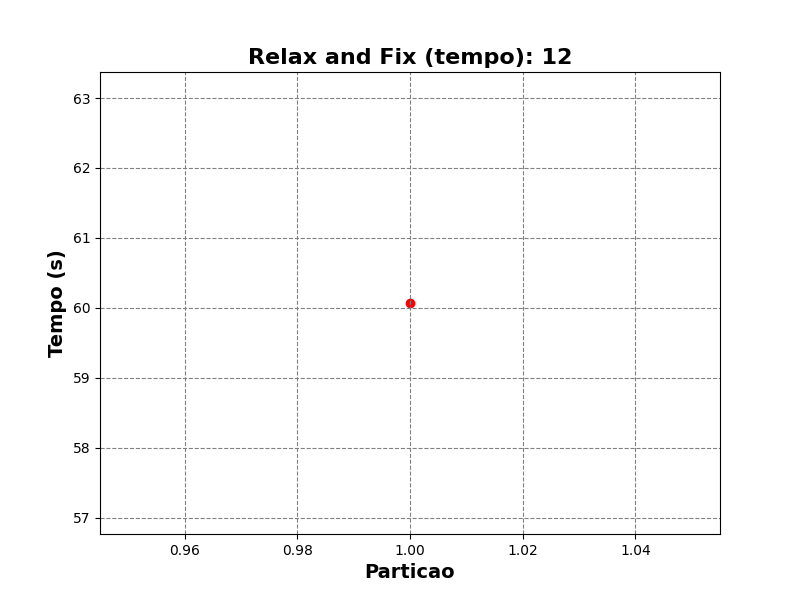 Relax and Fix (tempo): 12
63
62
61
60
59
58
57
Tempo (s)
0.96 0.98 1.00 1.02 1.04
Particao